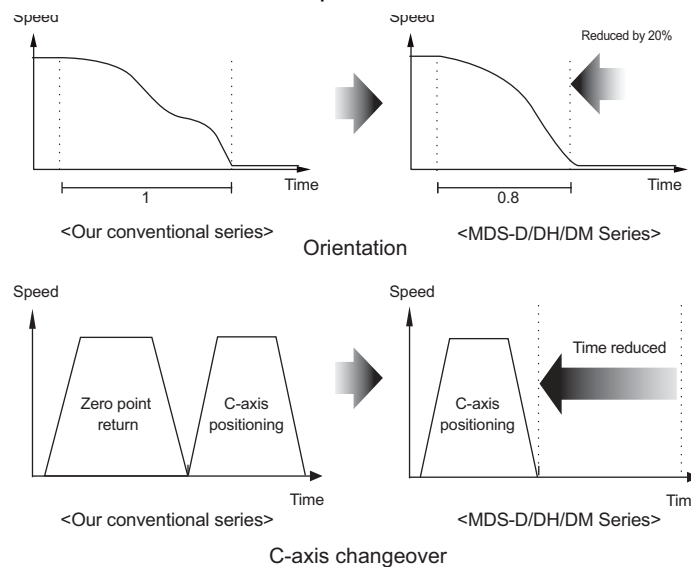 Speed
Speed
Reduced by 20%
Time
Time
1
0.8
<Our conventional series>
<MDS-D/DH/DM Series>
Orientation
Speed
Speed
Time reduced
Zero point
return
C-axis
positioning
C-axis
positioning
Time
Tim
<Our conventional series>
<MDS-D/DH/DM Series>
C-axis changeover